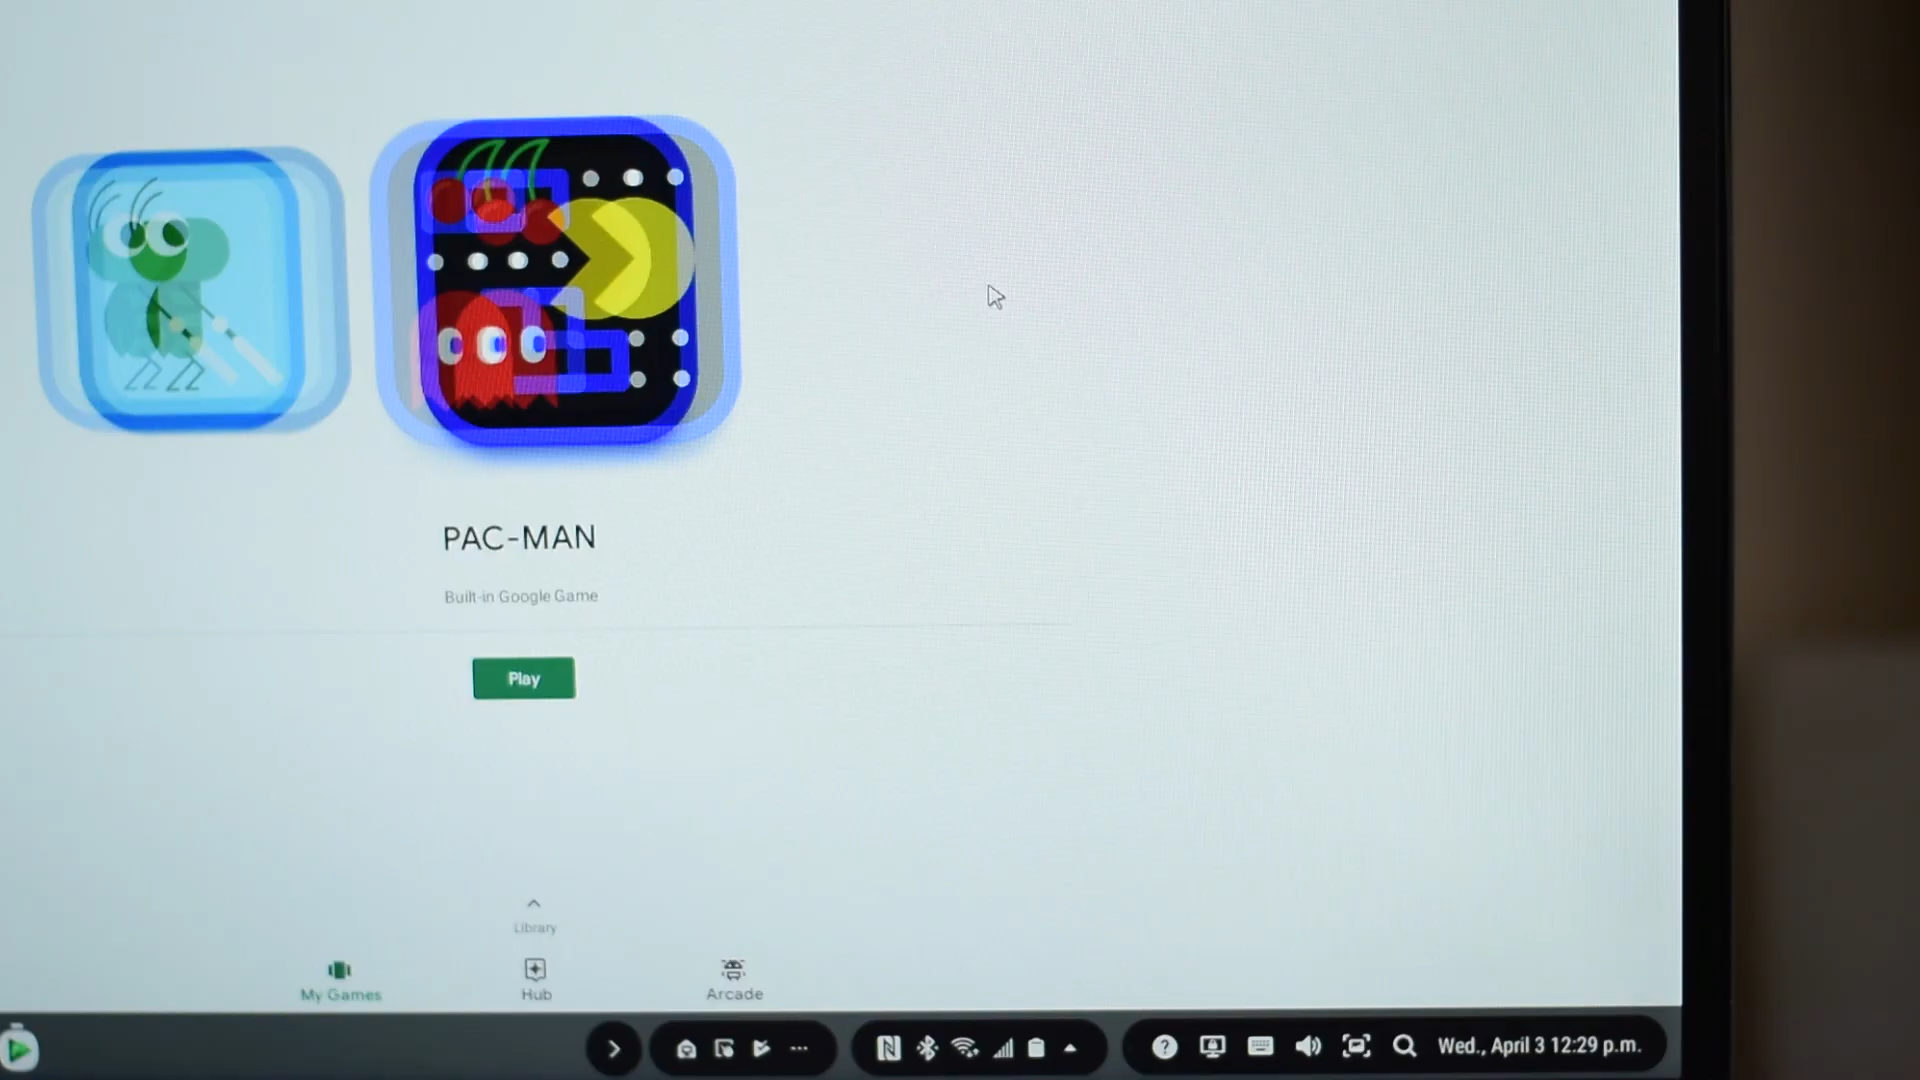 PAC-MAN
Built-in Google Game
Play
Library
My Games
Hub
Arcade
Wed., April 3 12:29 p.m.